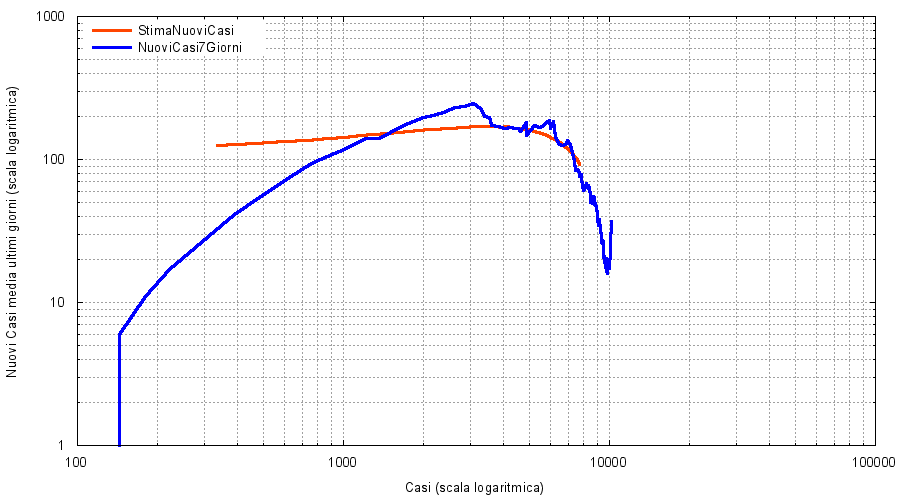 1000
StimaNuoviCasi
NuoviCasi7Giorni
100
10
1
Nuovi Casi media ultimi giorni (scala logaritmica)
100 1000 10000 100000
Casi (scala logaritmica)